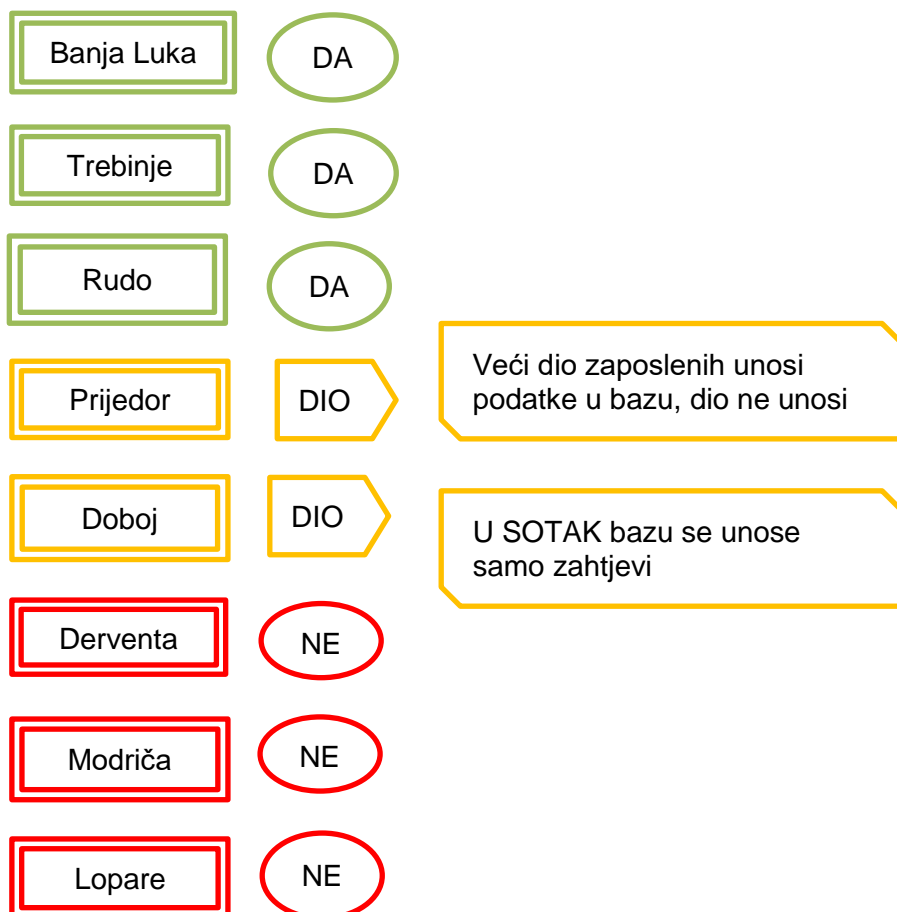 Banja Luka DA
Trebinje DA
Rudo DA
Prijedor DIO
Veći dio zaposlenih unosi
podatke u bazu, dio ne unosi
Doboj DIO
U SOTAK bazu se unose
samo zahtjevi
Derventa NE
Modriča NE
Lopare NE